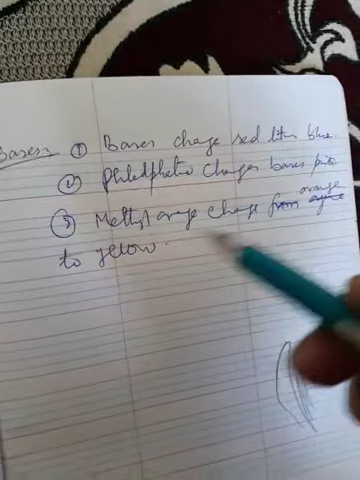 Bases ① Bases change red litm blue.
② Phenolphthalein changes bases pink
③ Methyl orange change from orange
to yellow.